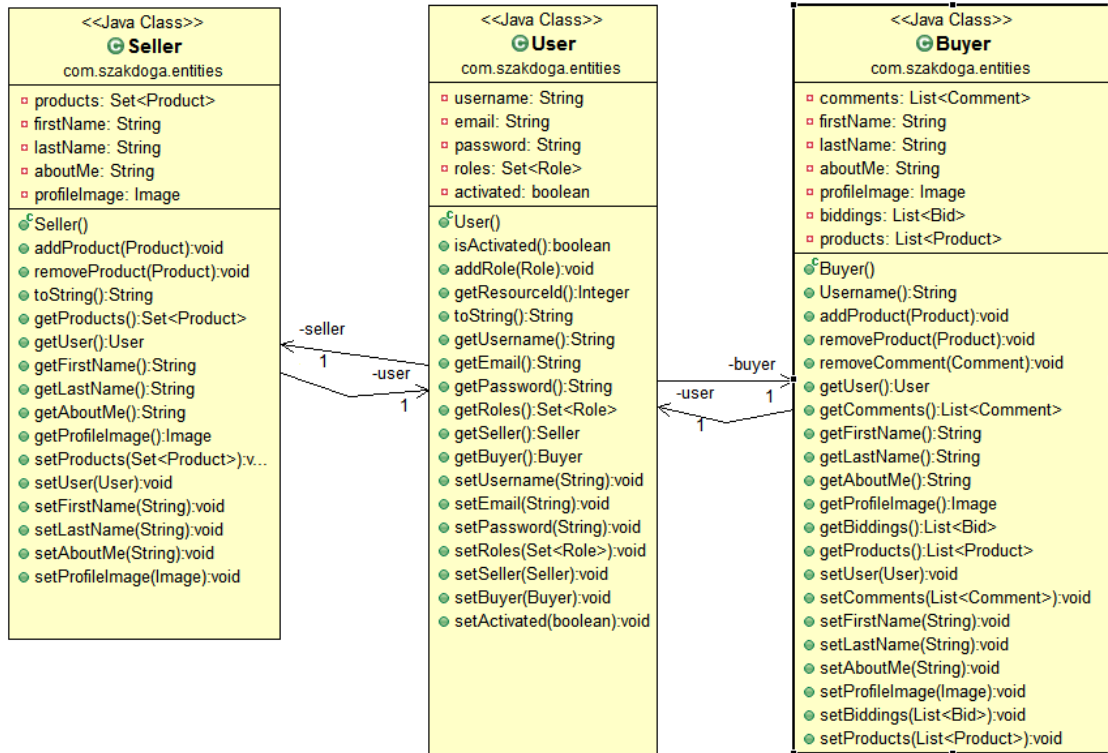 <<Java Class>>
Seller
com.szakdoga.entities
products: Set<Product>
firstName: String
lastName: String
aboutMe: String
profileImage: Image
Seller()
addProduct(Product):void
removeProduct(Product):void
toString():String
getProducts():Set<Product>
getUser():User
getFirstName():String
getLastName():String
getAboutMe():String
getProfileImage():Image
setProducts(Set<Product>):v...
setUser(User):void
setFirstName(String):void
setLastName(String):void
setAboutMe(String):void
setProfileImage(Image):void
-seller
1
-user
1
<<Java Class>>
User
com.szakdoga.entities
username: String
email: String
password: String
roles: Set<Role>
activated: boolean
User()
isActivated():boolean
addRole(Role):void
getResourceId():Integer
toString():String
getUsername():String
getEmail():String
getPassword():String
getRoles():Set<Role>
getSeller():Seller
getBuyer():Buyer
setUsername(String):void
setEmail(String):void
setPassword(String):void
setRoles(Set<Role>):void
setSeller(Seller):void
setBuyer(Buyer):void
setActivated(boolean):void
-buyer
1
-user
1
<<Java Class>>
Buyer
com.szakdoga.entities
comments: List<Comment>
firstName: String
lastName: String
aboutMe: String
profileImage: Image
biddings: List<Bid>
products: List<Product>
Buyer()
Username():String
addProduct(Product):void
removeProduct(Product):void
removeComment(Comment):void
getUser():User
getComments():List<Comment>
getFirstName():String
getLastName():String
getAboutMe():String
getProfileImage():Image
getBiddings():List<Bid>
getProducts():List<Product>
setUser(User):void
setComments(List<Comment>):void
setFirstName(String):void
setLastName(String):void
setAboutMe(String):void
setProfileImage(Image):void
setBiddings(List<Bid>):void
setProducts(List<Product>):void